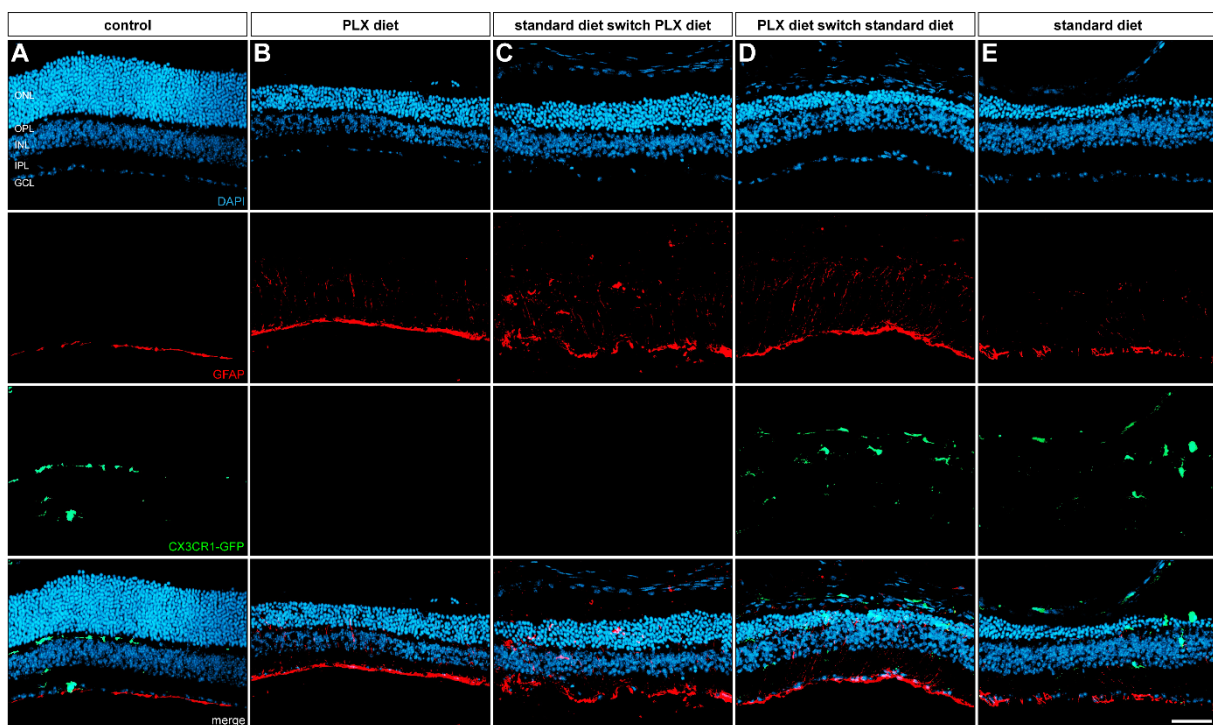 control PLX diet standard diet switch PLX diet PLX diet switch standard diet standard diet
A B C D E
ONL
OPL
INL
IPL
GCL
DAPI
GFAP
CX3CR1-GFP
merge